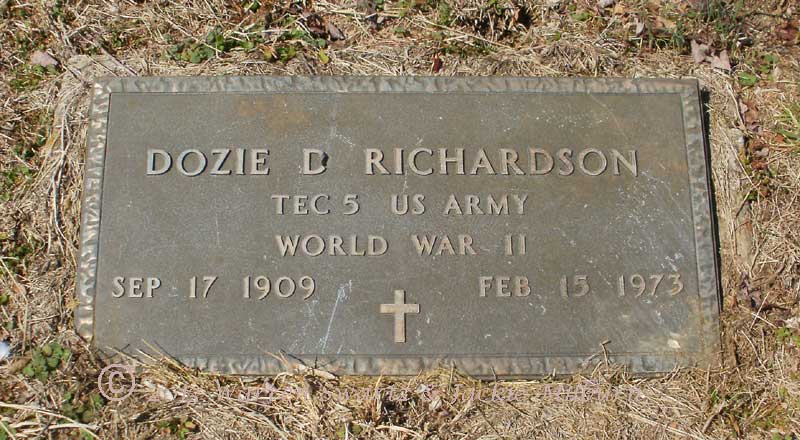 DOZIE D RICHARDSON
TEC 5 US ARMY
WORLD WAR II
SEP 17 1909 FEB 15 1973
©